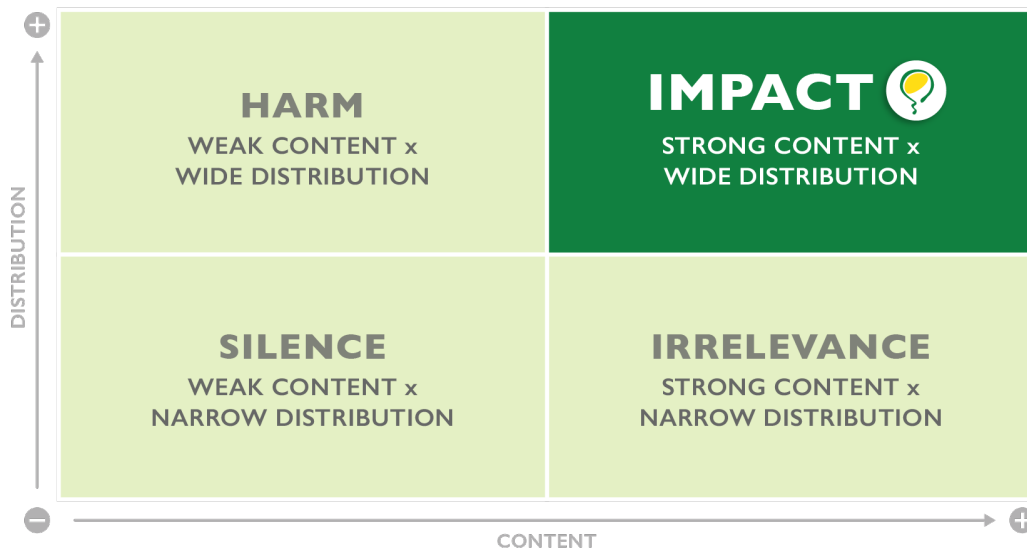 HARM
WEAK CONTENT x
WIDE DISTRIBUTION
IMPACT
STRONG CONTENT x
WIDE DISTRIBUTION
DISTRIBUTION
SILENCE
WEAK CONTENT x
NARROW DISTRIBUTION
IRRELEVANCE
STRONG CONTENT x
NARROW DISTRIBUTION
CONTENT